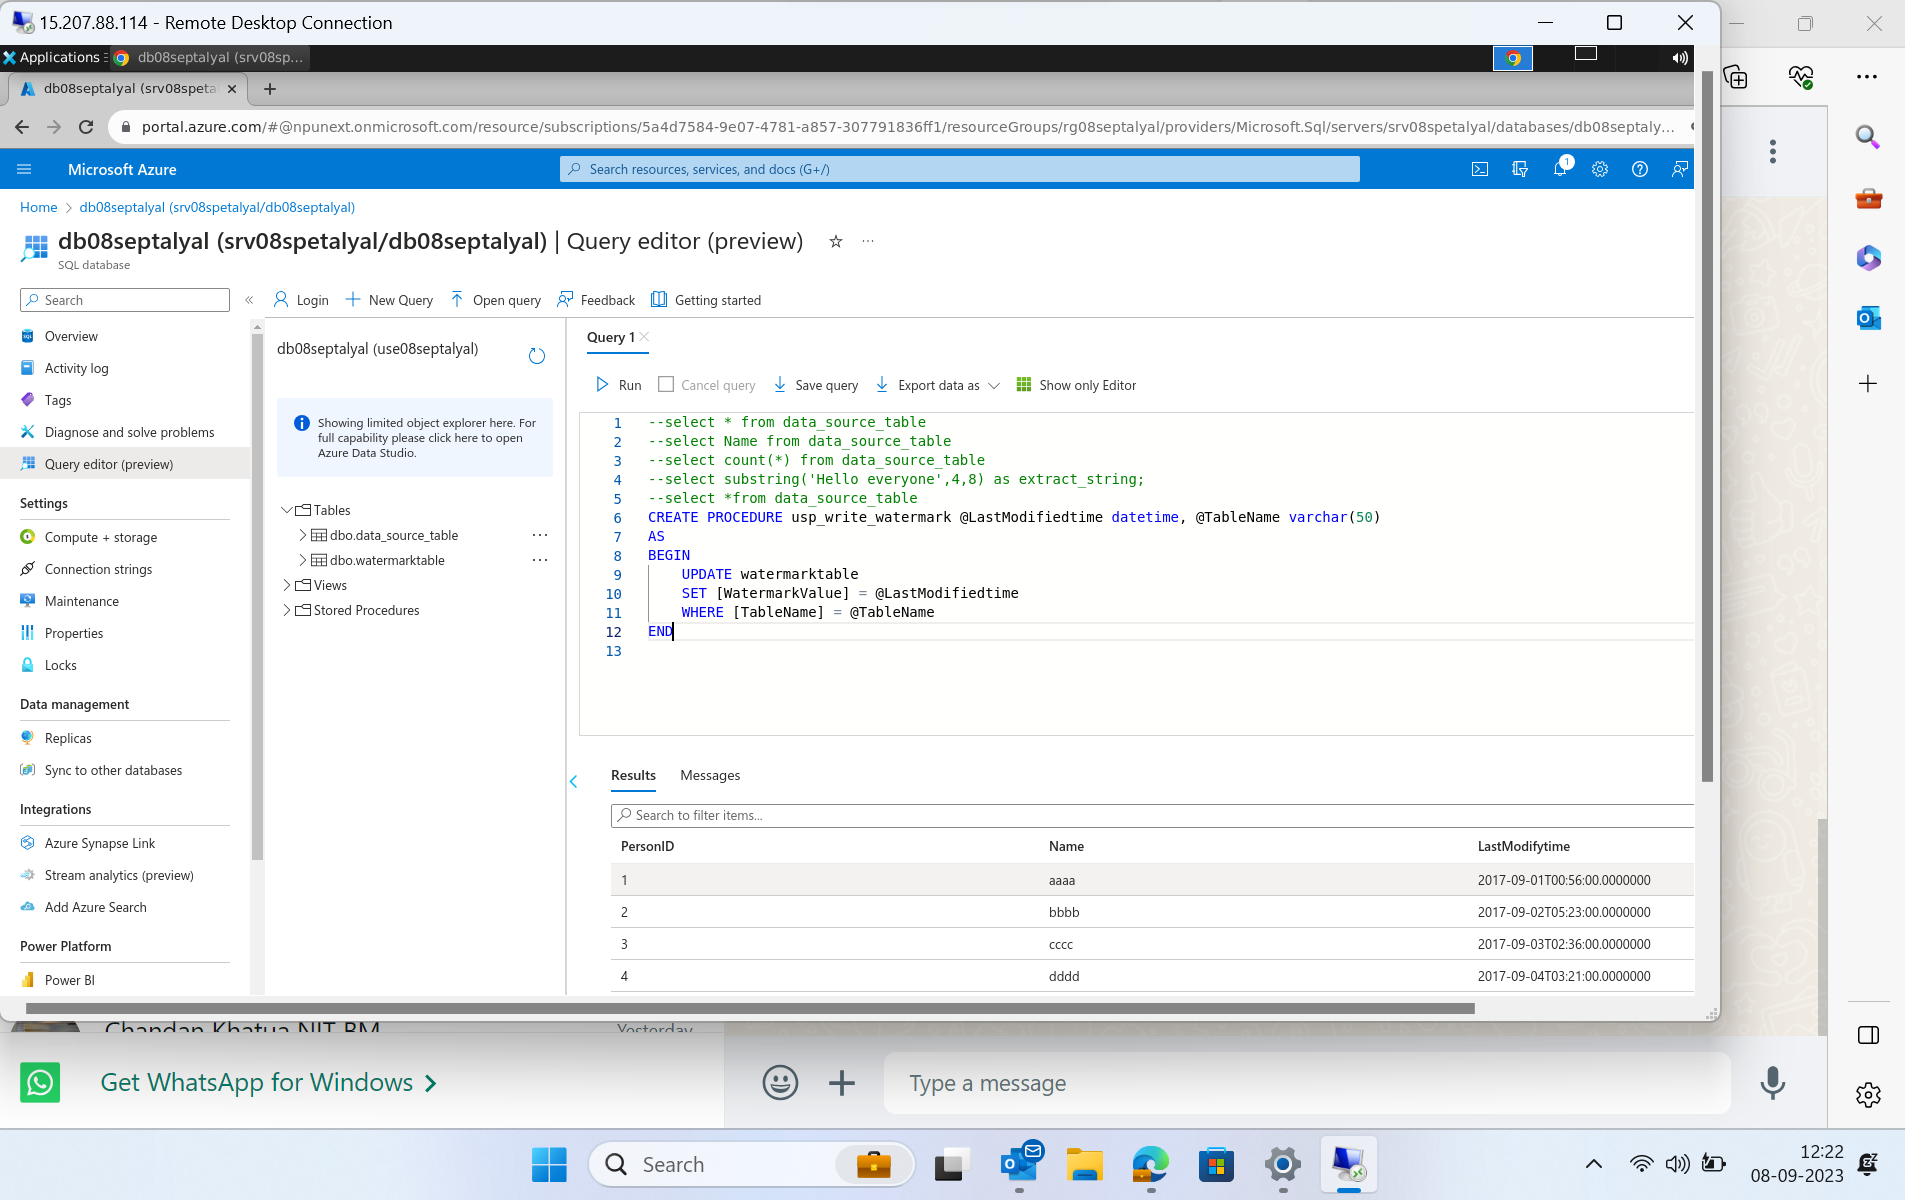 15.207.88.114 - Remote Desktop Connection
Applications
db08septalyal (srv08sp...
db08septalyal (srv08spetal
portal.azure.com/#@npunext.onmicrosoft.com/resource/subscriptions/5a4d7584-9e07-4781-a857-307791836ff1/resourceGroups/rg08septalyal/providers/Microsoft.Sql/servers/srv08spetalyal/databases/db08septaly...
Microsoft Azure
Search resources, services, and docs (G+/)
1
Home > db08septalyal (srv08spetalyal/db08septalyal)
db08septalyal (srv08spetalyal/db08septalyal) | Query editor (preview)
SQL database
Search
Login
New Query
Open query
Feedback
Getting started
Overview
Activity log
Tags
Diagnose and solve problems
Query editor (preview)
Settings
Compute + storage
Connection strings
Maintenance
Properties
Locks
Data management
Replicas
Sync to other databases
Integrations
Azure Synapse Link
Stream analytics (preview)
Add Azure Search
Power Platform
Power BI
db08septalyal (use08septalyal)
Showing limited object explorer here. For
full capability please click here to open
Azure Data Studio.
Tables
dbo.data_source_table
dbo.watermarktable
Views
Stored Procedures
Query 1
Run
Cancel query
Save query
Export data as
Show only Editor
1 --select * from data_source_table
2 --select Name from data_source_table
3 --select count(*) from data_source_table
4 --select substring('Hello everyone',4,8) as extract_string;
5 --select *from data_source_table
6 CREATE PROCEDURE usp_write_watermark @LastModifiedtime datetime, @TableName varchar(50)
7 AS
8 BEGIN
9 UPDATE watermarktable
10 SET [WatermarkValue] = @LastModifiedtime
11 WHERE [TableName] = @TableName
12 END
13
Results
Messages
Search to filter items...
PersonID Name LastModifytime
1 aaaa 2017-09-01T00:56:00.0000000
2 bbbb 2017-09-02T05:23:00.0000000
3 cccc 2017-09-03T02:36:00.0000000
4 dddd 2017-09-04T03:21:00.0000000
Chandan Khatua NIT BM
Yesterday
Get WhatsApp for Windows
Type a message
Search
12:22
08-09-2023